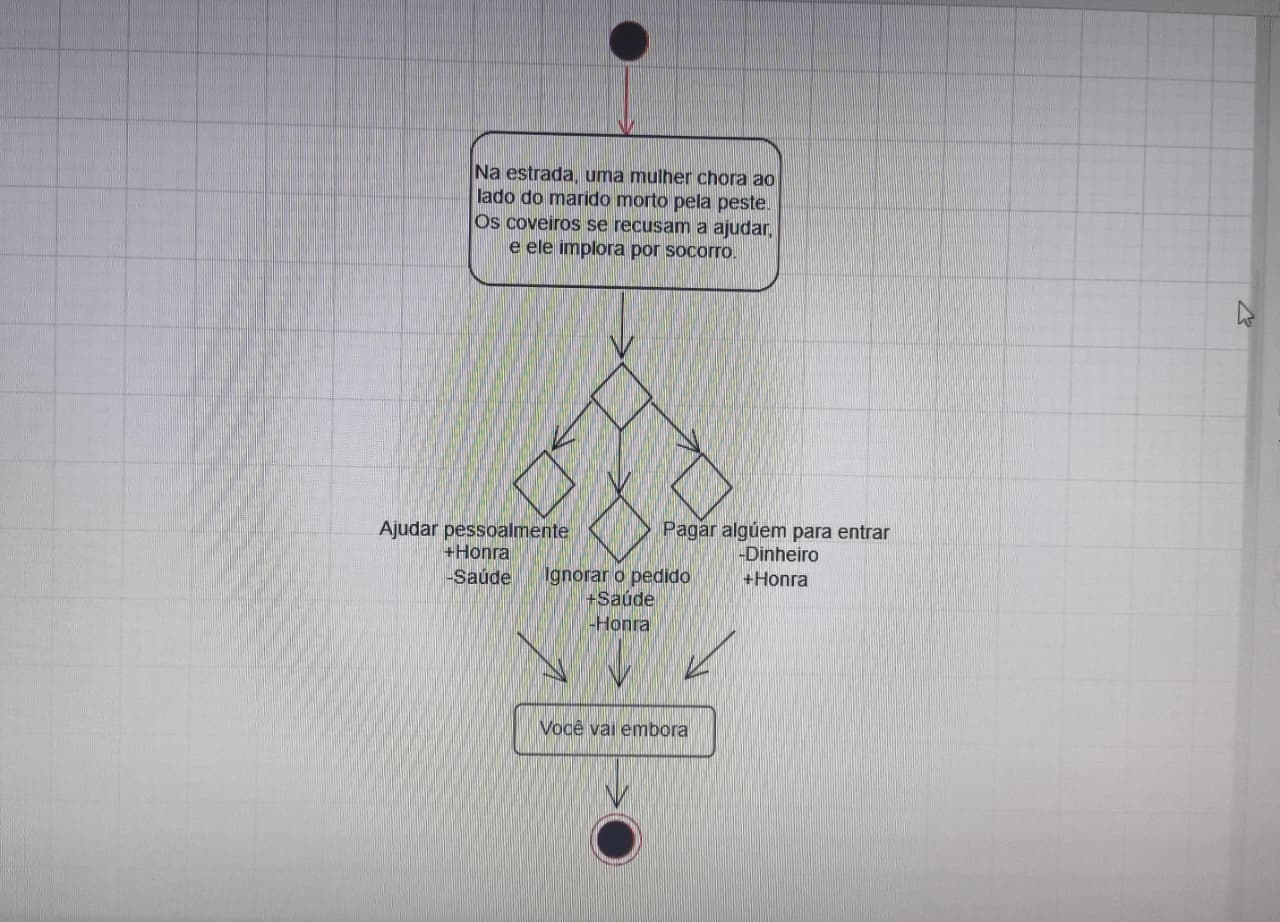 Na estrada, uma mulher chora ao
lado do marido morto pela peste.
Os coveiros se recusam a ajudar,
e ele implora por socorro.
Ajudar pessoalmente
+Honra
-Saúde
Ignorar o pedido
+Saúde
-Honra
Pagar algúem para entrar
-Dinheiro
+Honra
Você vai embora